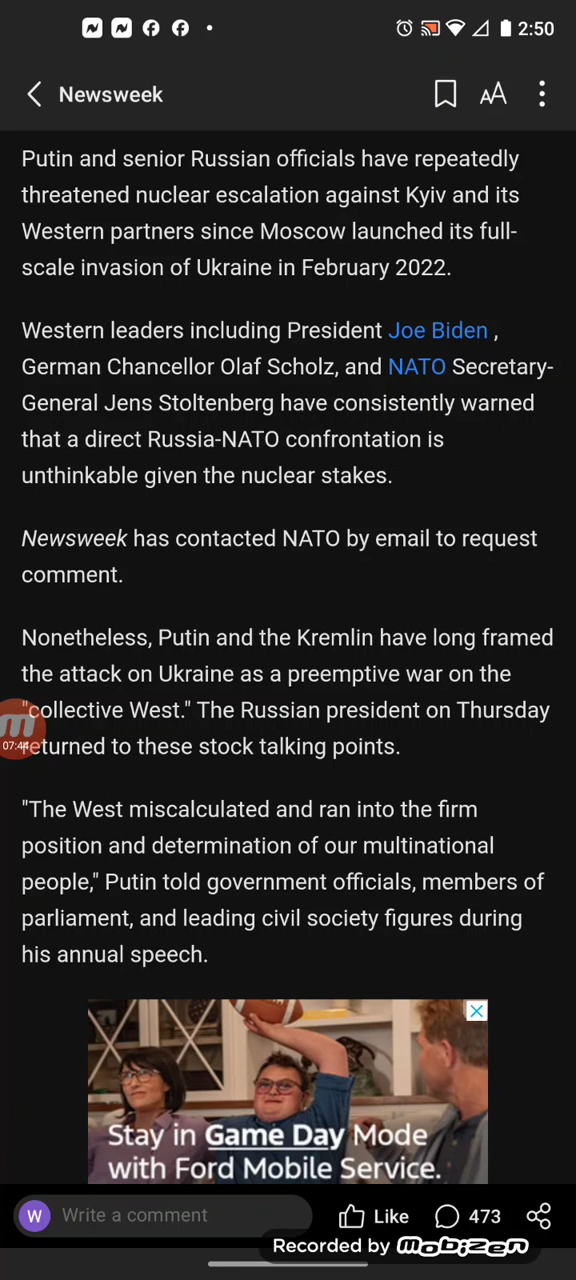 2:50
Newsweek
AA
Putin and senior Russian officials have repeatedly
threatened nuclear escalation against Kyiv and its
Western partners since Moscow launched its full-
scale invasion of Ukraine in February 2022.
Western leaders including President Joe Biden ,
German Chancellor Olaf Scholz, and NATO Secretary-
General Jens Stoltenberg have consistently warned
that a direct Russia-NATO confrontation is
unthinkable given the nuclear stakes.
Newsweek has contacted NATO by email to request
comment.
Nonetheless, Putin and the Kremlin have long framed
the attack on Ukraine as a preemptive war on the
"collective West." The Russian president on Thursday
returned to these stock talking points.
07:44
"The West miscalculated and ran into the firm
position and determination of our multinational
people," Putin told government officials, members of
parliament, and leading civil society figures during
his annual speech.
Stay in Game Day Mode
with Ford Mobile Service.
W Write a comment Like 473
Recorded by mobizen